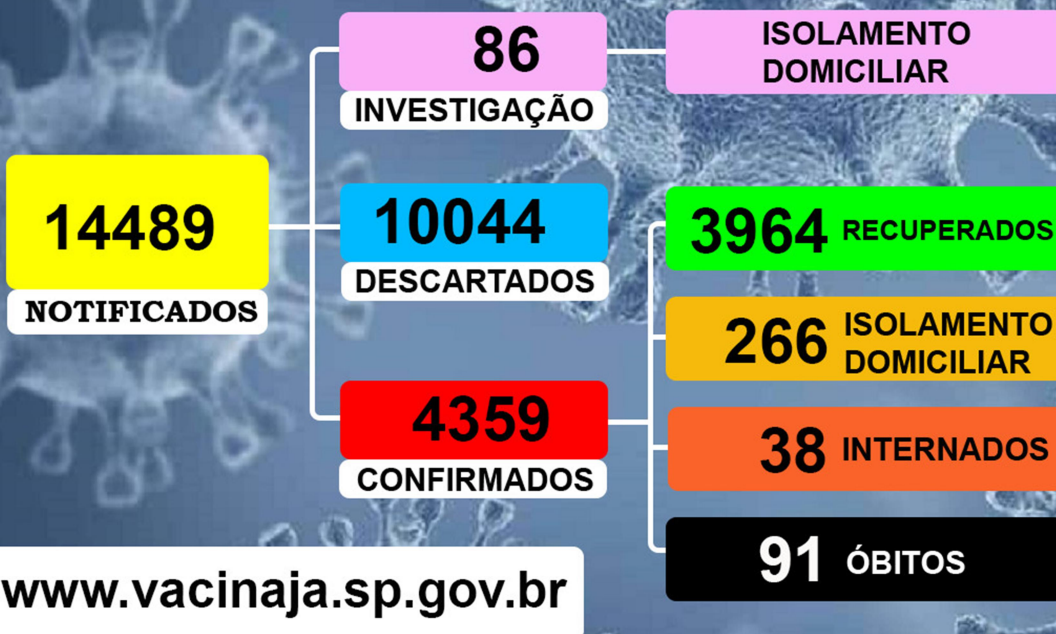 14489
NOTIFICADOS
86
INVESTIGAÇÃO
ISOLAMENTO
DOMICILIAR
10044
DESCARTADOS
4359
CONFIRMADOS
3964 RECUPERADOS
266 ISOLAMENTO
DOMICILIAR
38 INTERNADOS
91 ÓBITOS
www.vacinaja.sp.gov.br